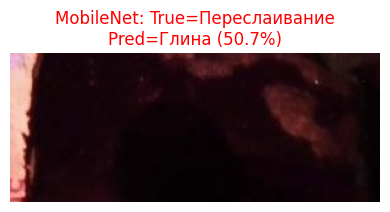 MobileNet: True=Переслаивание
Pred=Глина (50.7%)